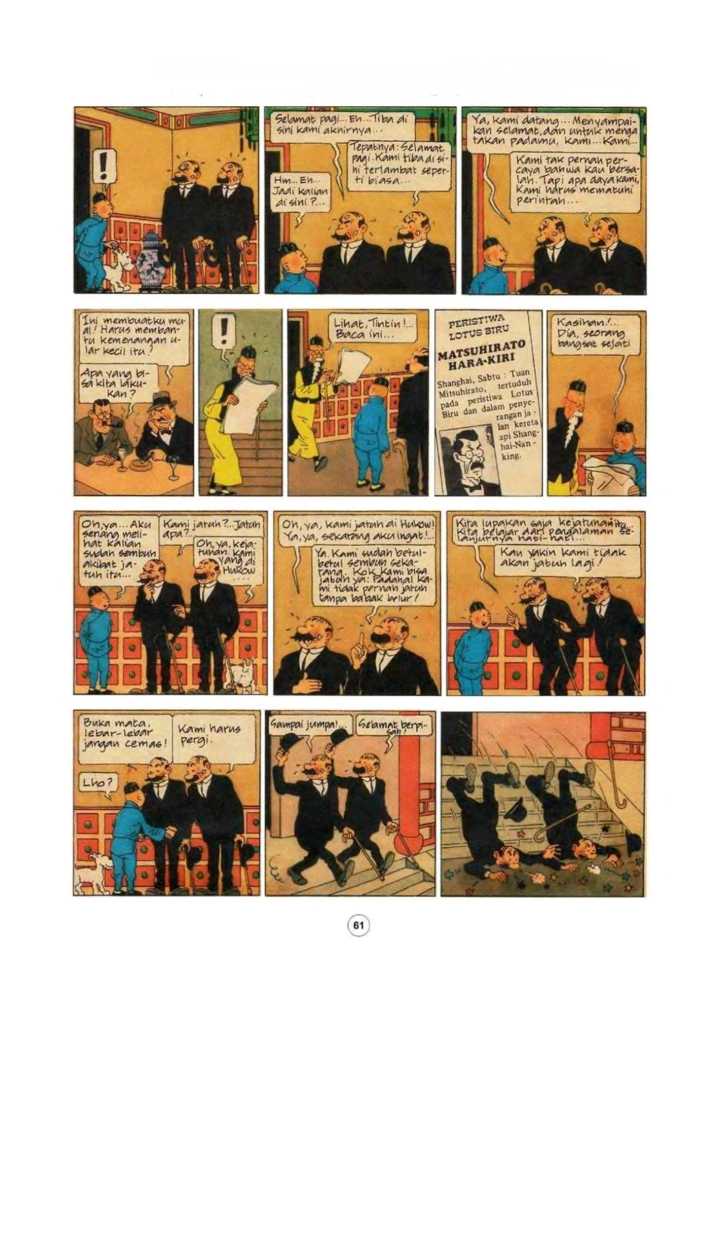 !
Selamat pagi... Eh...Tiba di
sini kami akhirnya...
Tepatnya: Selamat
pagi. Kami tiba di si-
ni terlambat seper-
ti biasa...
Hm... Eh...
Jadi kalian
di sini ?...
Ya, kami datang... Menyampai-
kan selamat, dan untuk menga
takan padamu, kami... Kami...
Kami tak pernah per-
caya bahwa kau bersa-
lah. Tapi apa daya kami,
Kami harus mematuhi
perintah...
Ini membuatku mu-
al! Harus memban-
tu kemenangan u-
lar kecil itu!
Apa yang bi-
sa kita laku-
kan ?
!
Lihat, Tintin !...
Baca ini...
PERISTIWA
LOTUS BIRU
MATSUHIRATO
HARA-KIRI
Shanghai, Sabtu : Tuan
Mitsuhirato, tertuduh
pada peristiwa Lotus
Biru dan dalam penye-
rangan ja-
lan kereta
api Shang-
hai-Nan-
king.
Kasihan!...
Dia, seorang
bangsat sejati
Oh, ya... Aku
senang meli-
hat kalian
sudah sembuh
akibat ja-
tuh itu...
Kami jatuh ?...Jatuh
apa?...
Oh, ya, keja-
tuhan kami
yang di
Hukow
....
Oh, ya, kami jatuh di Hukow!
Ya, ya, sekarang aku ingat!...
Ya. Kami sudah betul-
betul sembuh seka-
rang. Kok kami bisa
jatuh ya: Padahal ka-
mi tidak pernah jatuh
tanpa babak belur !
Kita lupakan saja kejatuhan itu...
Kita belajar dari pengalaman se-
lanjutnya hati-hati...
Kau yakin kami tidak
akan jatuh lagi !
Buka mata,
lebar-lebar
jangan cemas!
Kami harus
pergi.
Lho?
Sampai jumpa!...
Selamat berpi-
sah!
61